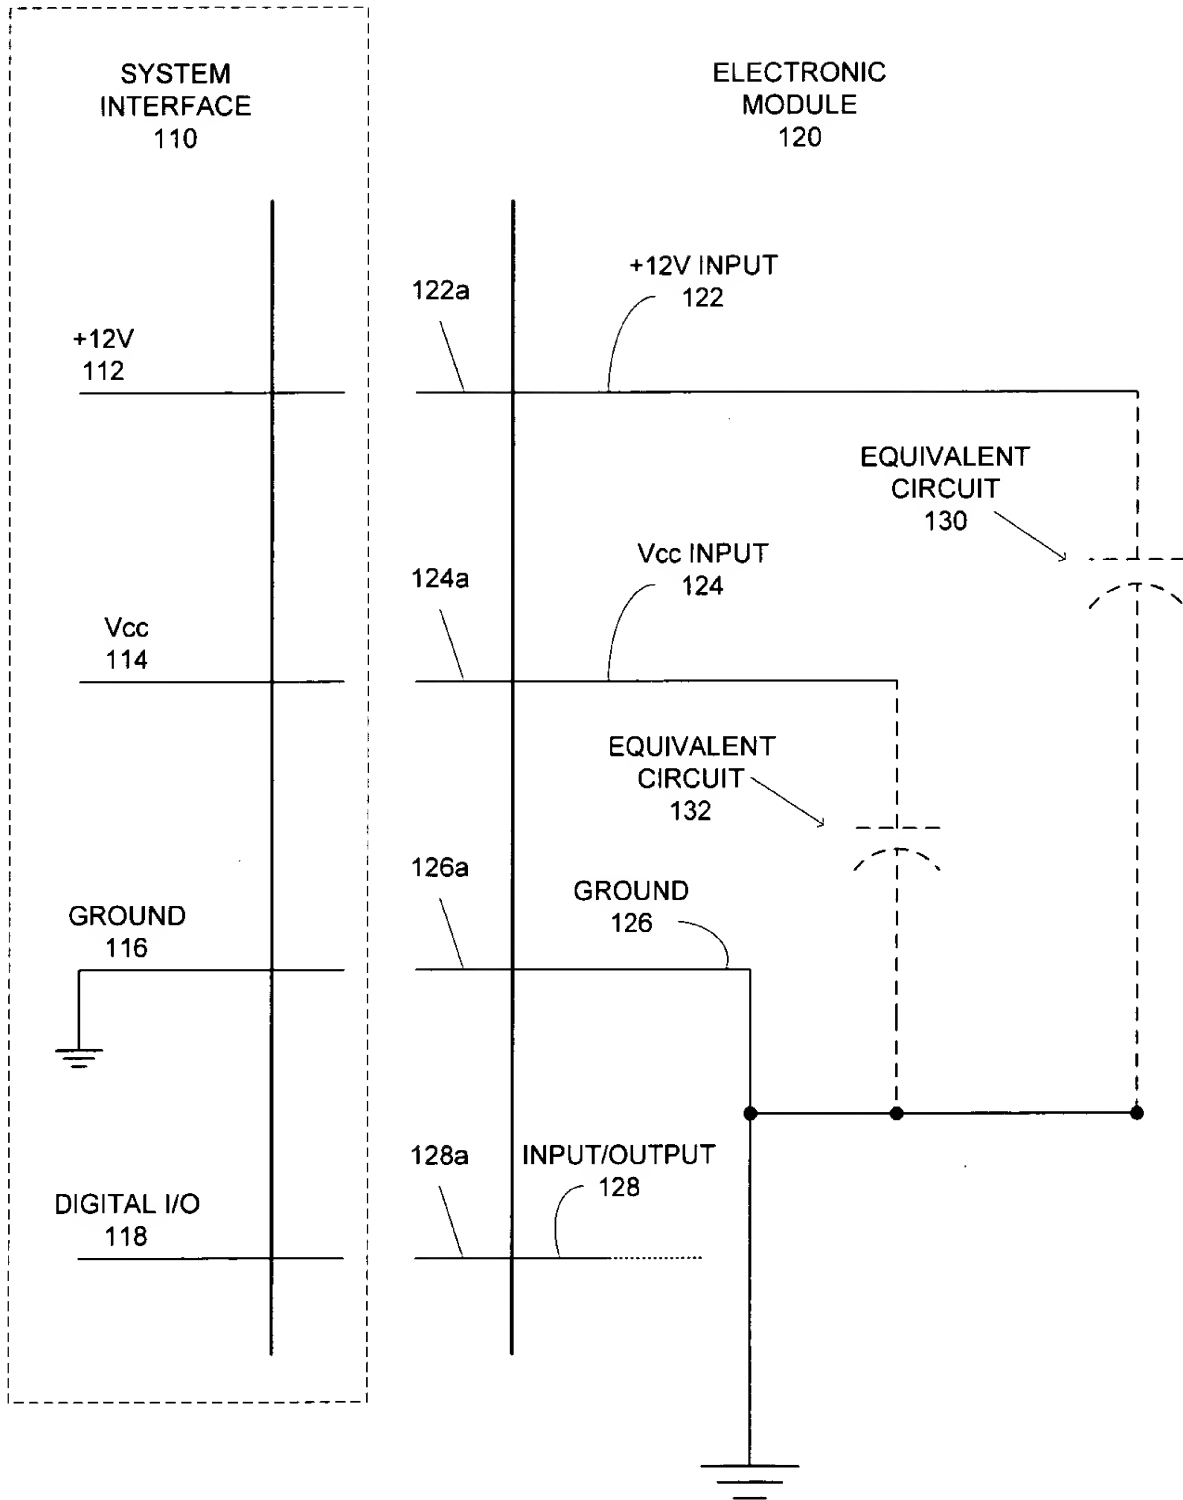 SYSTEM
INTERFACE
110
ELECTRONIC
MODULE
120
+12V INPUT
122
122a
+12V
112
EQUIVALENT
CIRCUIT
130
Vcc INPUT
124
124a
Vcc
114
EQUIVALENT
CIRCUIT
132
126a
GROUND
126
GROUND
116
128a
INPUT/OUTPUT
128
DIGITAL I/O
118